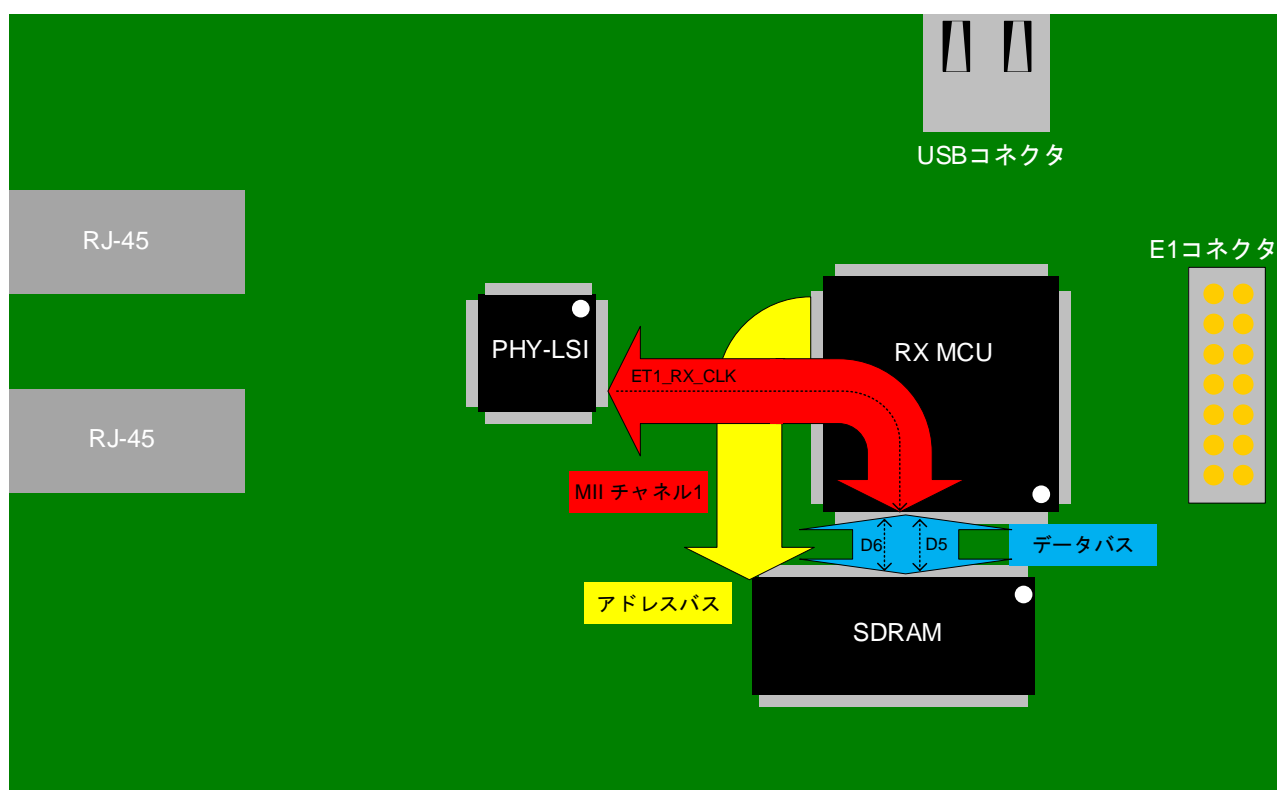 USBコネクタ
RJ-45
E1コネクタ
PHY-LSI
RX MCU
ET1_RX_CLK
RJ-45
MII チャネル1
D6
D5
データバス
アドレスバス
SDRAM